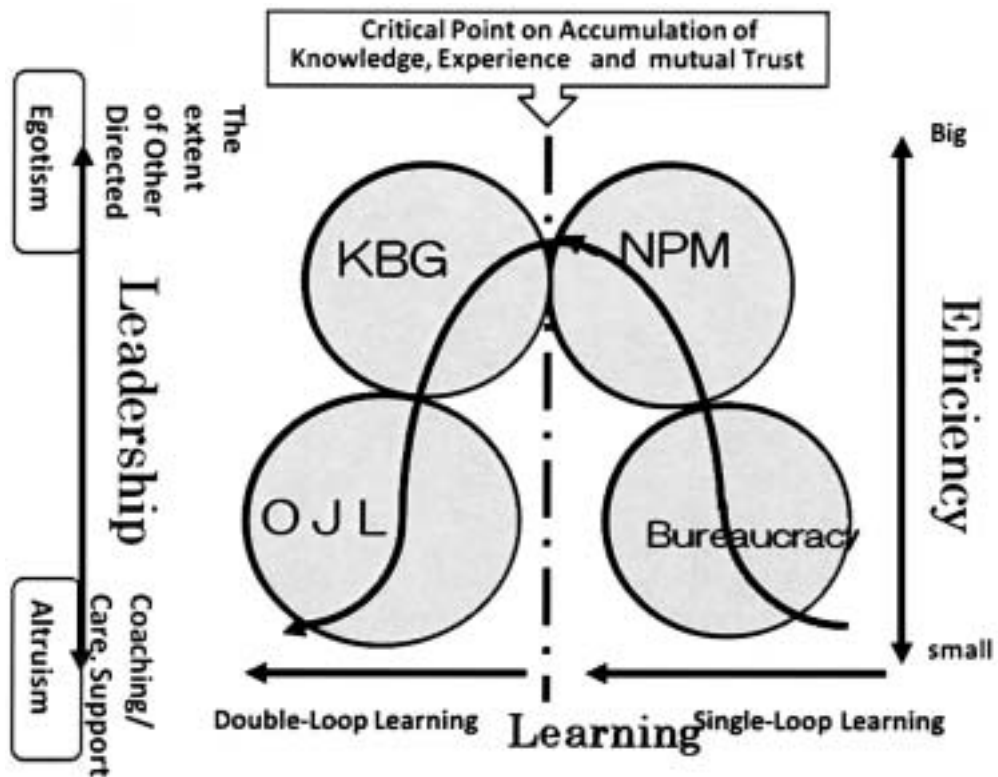 Critical Point on Accumulation of
Knowledge, Experience and mutual Trust
The
extent
of Other
Directed
Egotism
Big
KBG
NPM
Leadership
Efficiency
O J L
Bureaucracy
Coaching/
Care, Support
Altruism
small
Double-Loop Learning
Learning
Single-Loop Learning